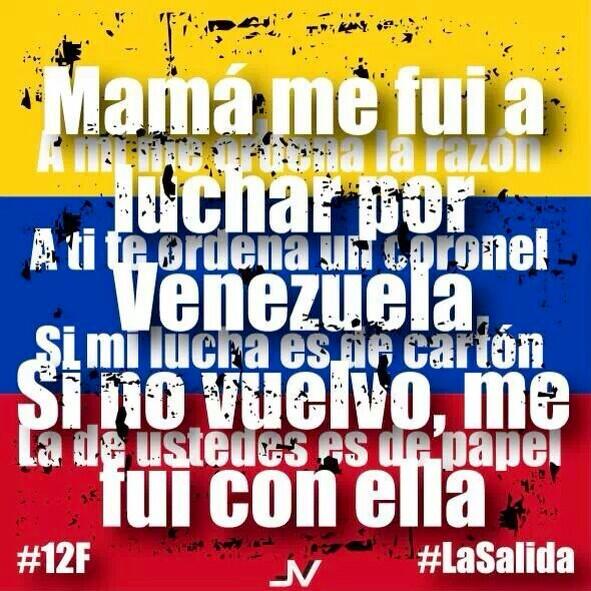 Mamá me fui a
A mi me ordena la razón
luchar por
A ti te ordena un coronel
Venezuela.
Si mi lucha es de cartón
Si no vuelvo, me
La de ustedes es de papel
fui con ella
#12F
#LaSalida
JV